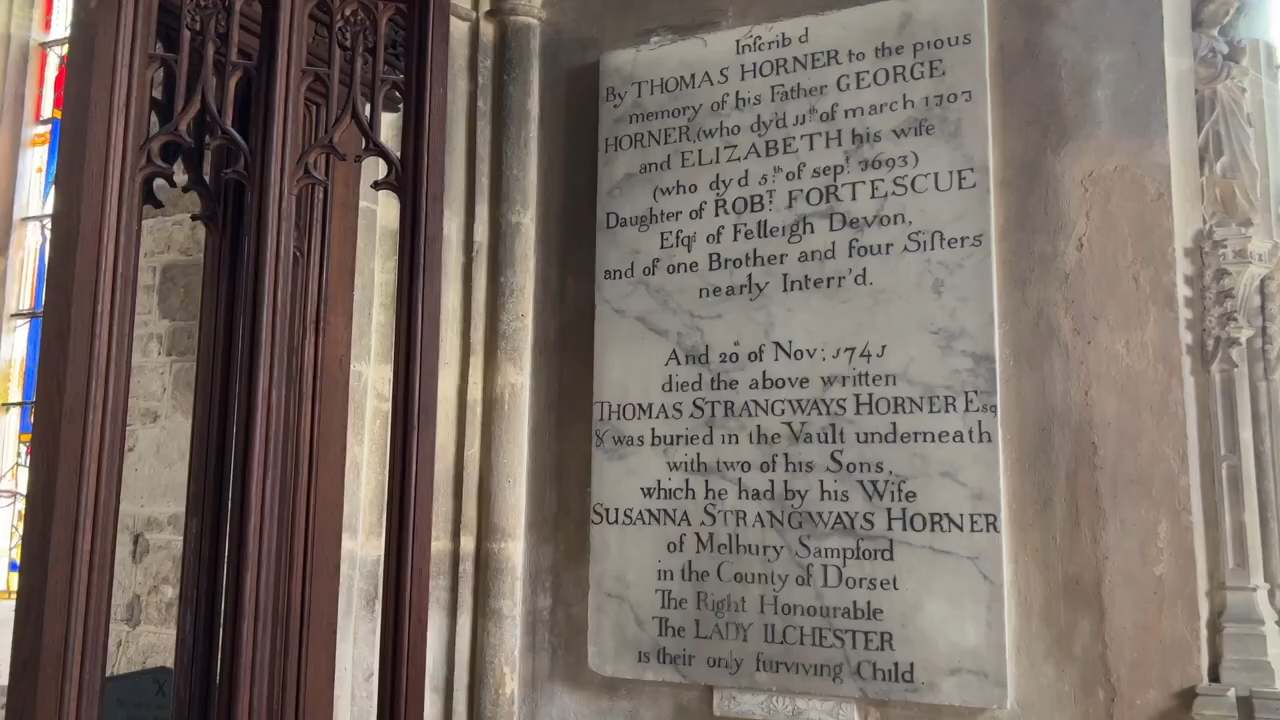 Inſcrib d
By THOMAS HORNER to the pious
memory of his Father GEORGE
HORNER, (who dy'd 11th of march 1707
and ELIZABETH his wife
(who dy d 5th of sept 1693)
Daughter of ROBT FORTESCUE
Eſqr of Felleigh Devon,
and of one Brother and four Siſters
nearly Interr'd.
And 20th of Nov: 1741
died the above written
THOMAS STRANGWAYS HORNER Esq
& was buried in the Vault underneath
with two of his Sons,
which he had by his Wife
SUSANNA STRANGWAYS HORNER
of Melbury Sampford
in the County of Dorset
The Right Honourable
The LADY ILCHESTER
is their only ſurviving Child.